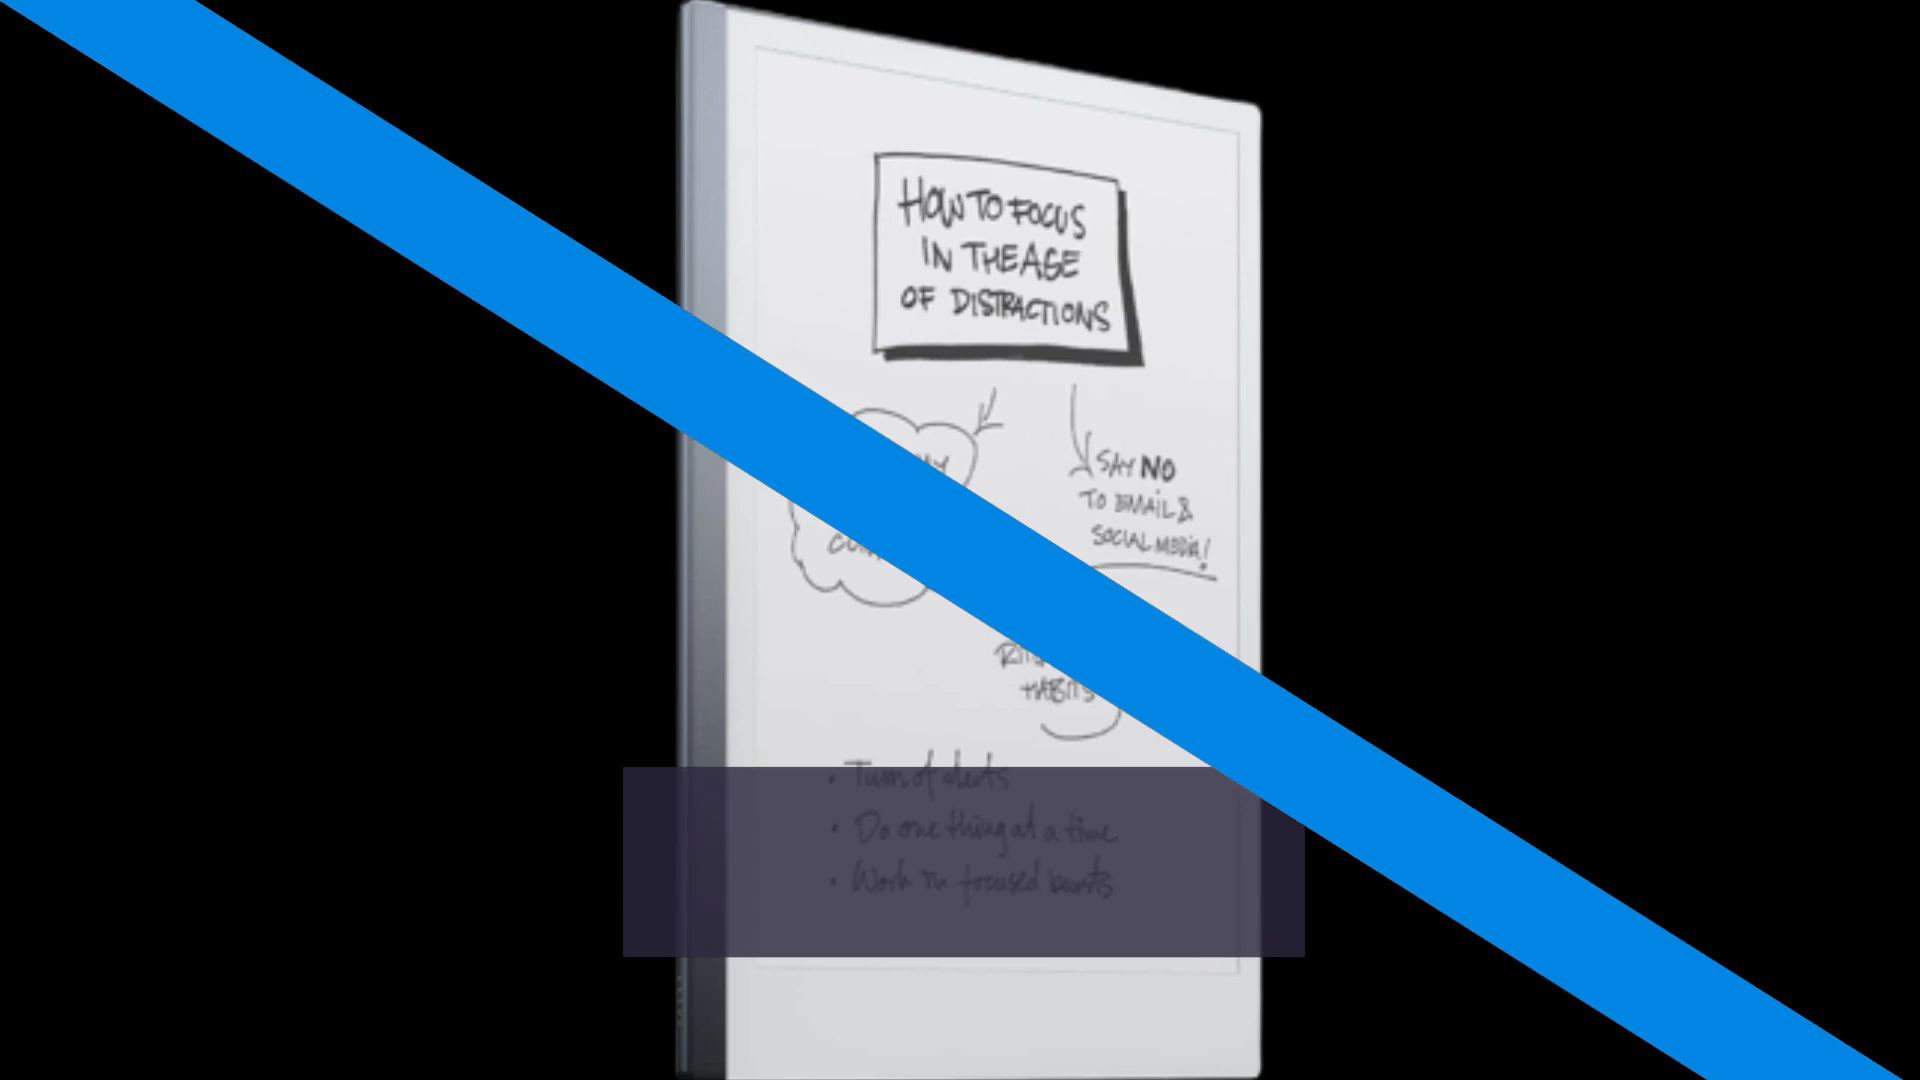 HOW TO FOCUS
IN THE AGE
OF DISTRACTIONS
SAY NO
TO EMAIL &
SOCIAL MEDIA!
HABITS
• Turn of alerts
• Do one thing at a time
• Work in focused bursts